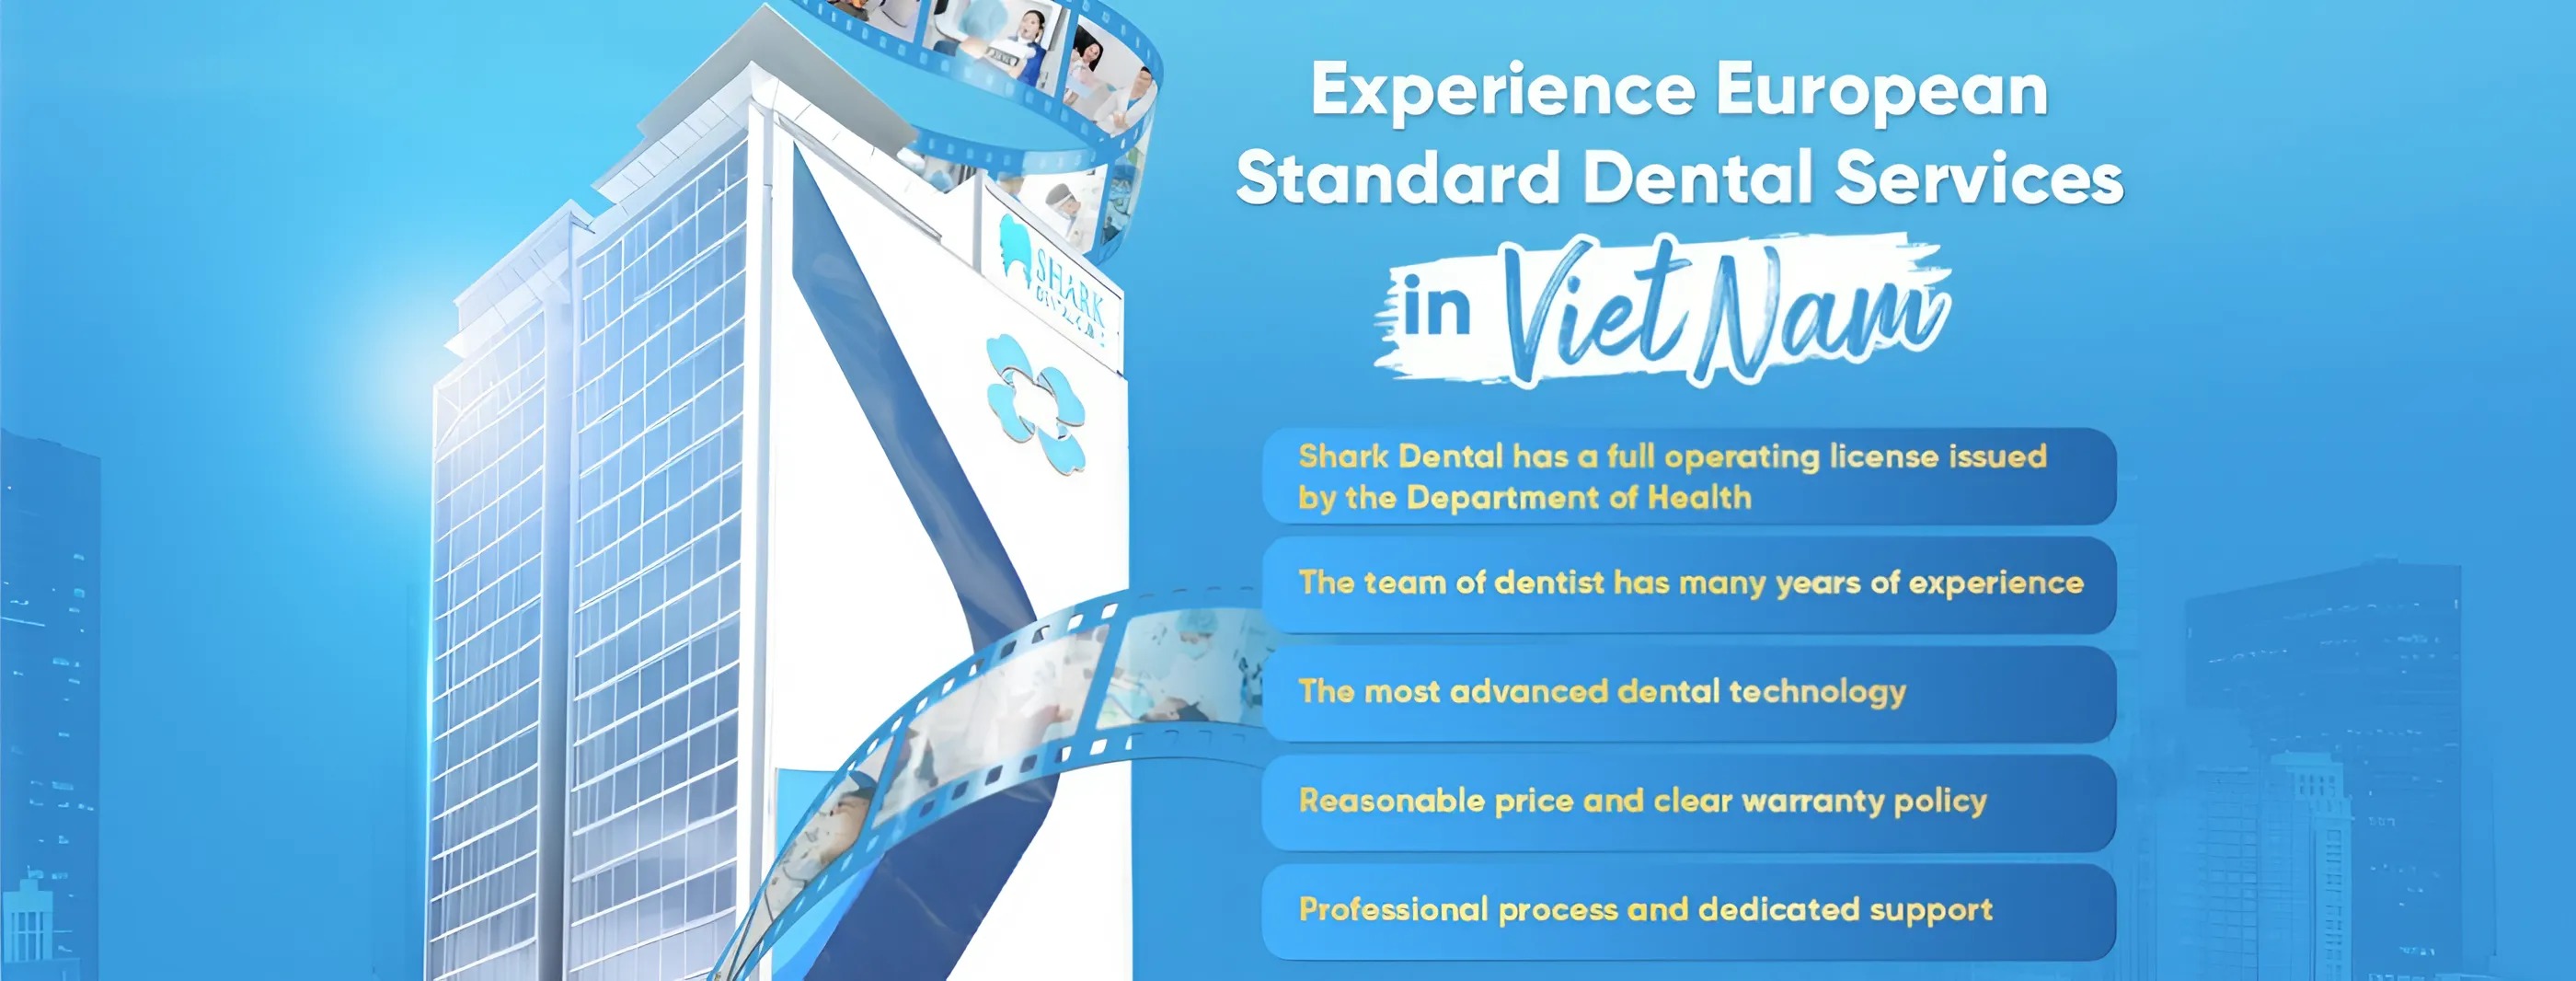 SHARK
Experience European
Standard Dental Services
in Viet Nam
Shark Dental has a full operating license issued
by the Department of Health
The team of dentist has many years of experience
The most advanced dental technology
Reasonable price and clear warranty policy
Professional process and dedicated support